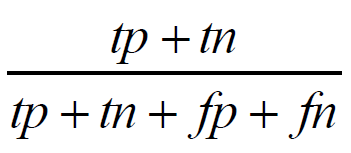 tp + tn
tp + tn + fp + fn